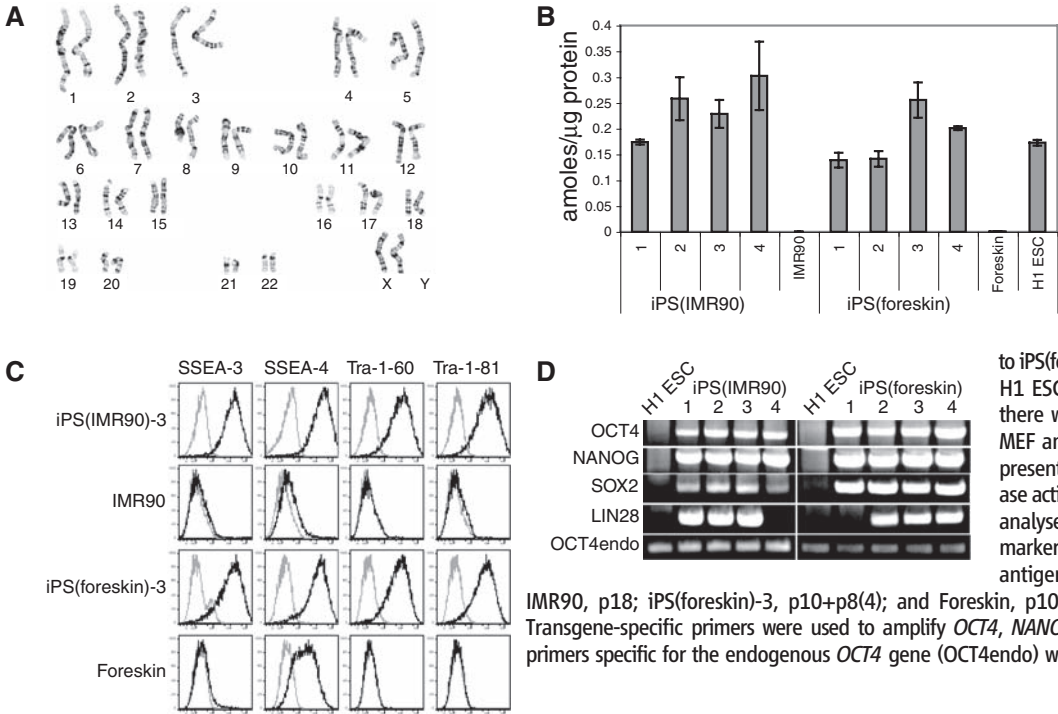 A
1 2 3 4 5
6 7 8 9 10 11 12
13 14 15 16 17 18
19 20 21 22 X Y
B
amoles/µg protein
0.4
0.35
0.3
0.25
0.2
0.15
0.1
0.05
0
1 2 3 4 IMR90 1 2 3 4 Foreskin H1 ESC
iPS(IMR90) iPS(foreskin)
C
SSEA-3 SSEA-4 Tra-1-60 Tra-1-81
iPS(IMR90)-3
IMR90
iPS(foreskin)-3
Foreskin
D
H1 ESC iPS(IMR90) H1 ESC iPS(foreskin)
1 2 3 4 1 2 3 4
OCT4
NANOG
SOX2
LIN28
OCT4endo
to iPS(fo
H1 ESC
there w
MEF an
present
ase acti
analyse
marker
antigen
IMR90, p18; iPS(foreskin)-3, p10+p8(4); and Foreskin, p10
Transgene-specific primers were used to amplify OCT4, NANO
primers specific for the endogenous OCT4 gene (OCT4endo) w